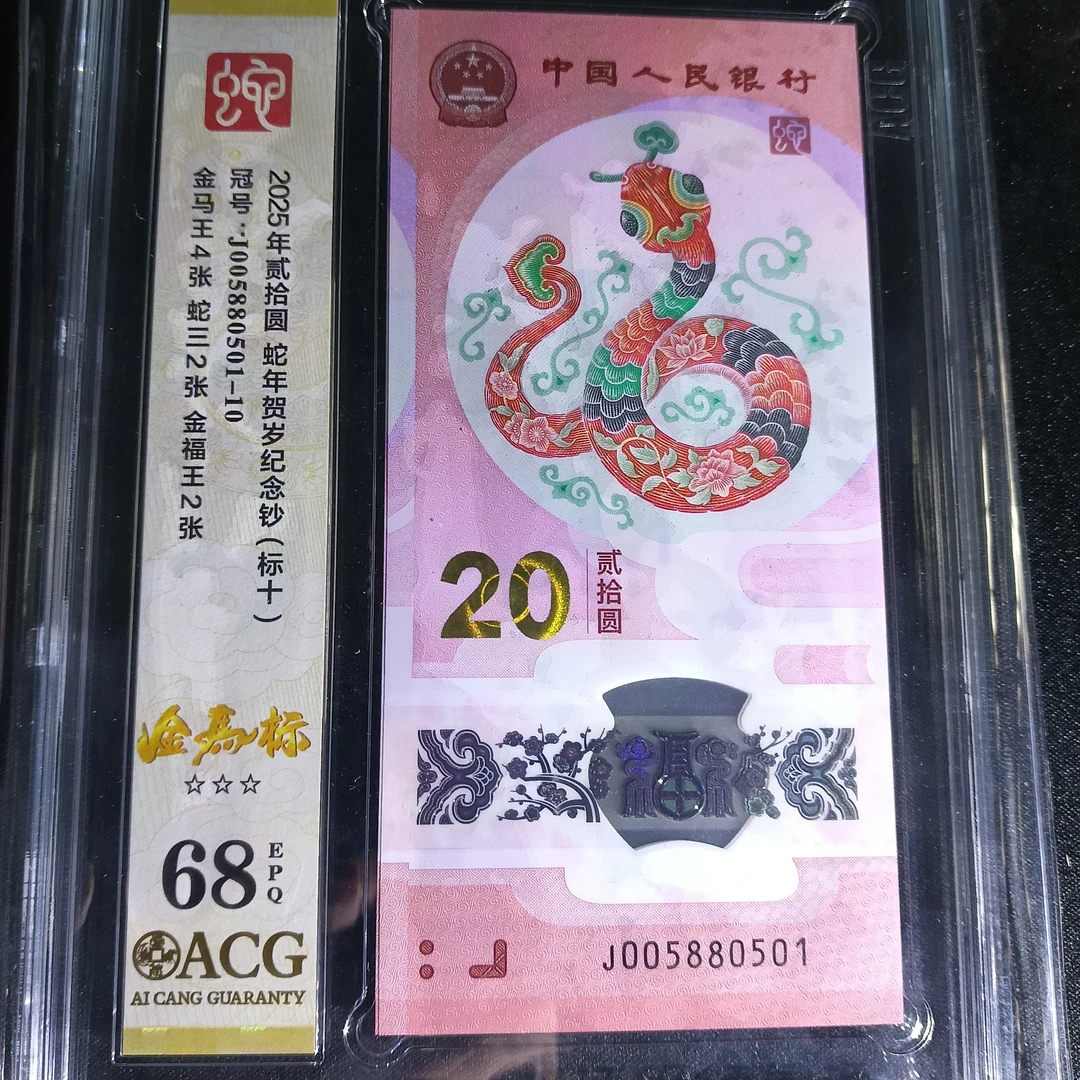 蛇
2025年贰拾圆 蛇年贺岁纪念钞(标十)
冠号:J005880501-10
金马王4张 蛇三2张 金福王2张
金馬标
☆☆☆
68 EPQ
ACG
AI CANG GUARANTY
中国人民银行
蛇
20 贰拾圆
福
J005880501